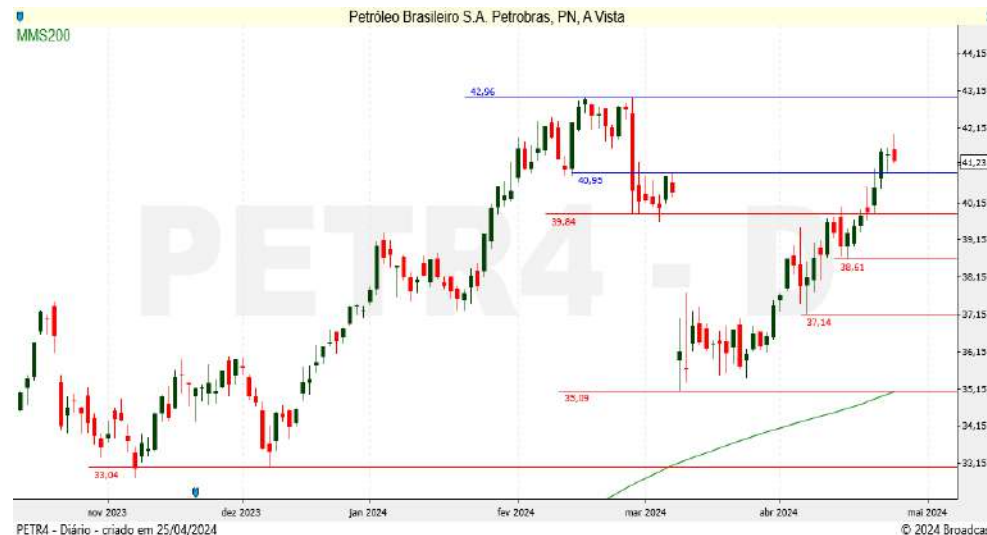 Petróleo Brasileiro S.A. Petrobras, PN, A Vista
MMS200
PETR4 - D
44,15
43,15
42,15
41,23
40,15
39,15
38,15
37,15
36,15
35,15
34,15
33,15
42,96
40,95
39,84
38,61
37,14
35,09
33,04
nov 2023
dez 2023
jan 2024
fev 2024
mar 2024
abr 2024
mai 2024
PETR4 - Diário - criado em 25/04/2024
© 2024 Broadcas